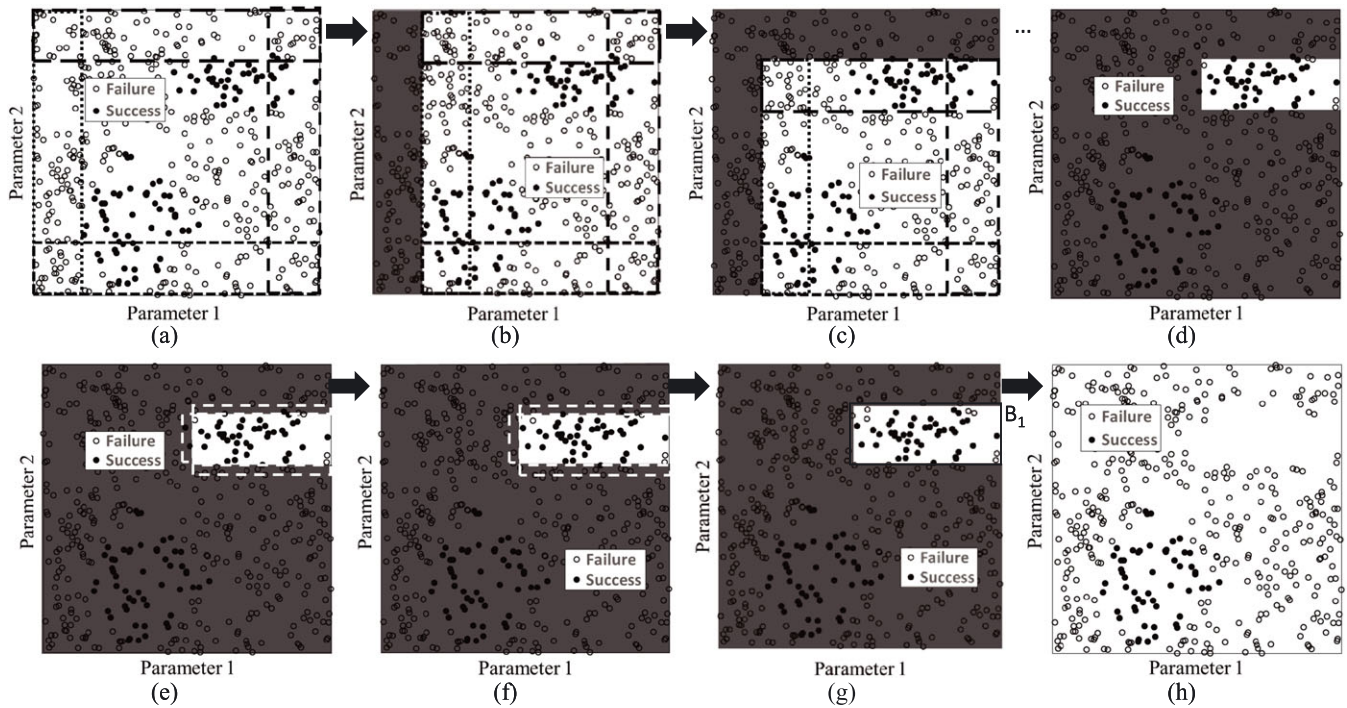 ...
Parameter 2
Failure
Success
Parameter 1
(a)
Parameter 2
Failure
Success
Parameter 1
(b)
Parameter 2
Failure
Success
Parameter 1
(c)
Parameter 2
Failure
Success
Parameter 1
(d)
Parameter 2
Failure
Success
Parameter 1
(e)
Parameter 2
Failure
Success
Parameter 1
(f)
Parameter 2
B1
Failure
Success
Parameter 1
(g)
Parameter 2
Failure
Success
Parameter 1
(h)